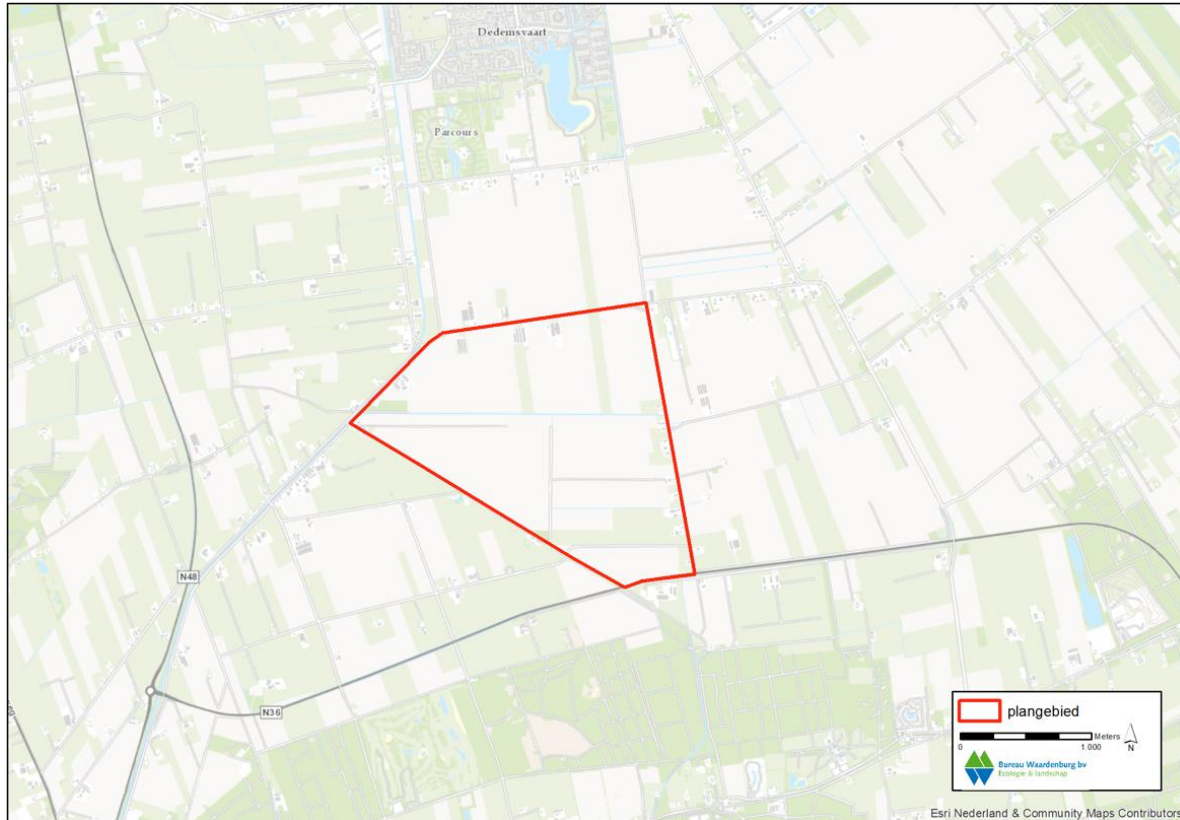 Dedemsvaart
Parcours
N48
N36
plangebied
Meters
0 1.000
N
Bureau Waardenburg bv
Ecologie & landschap
Esri Nederland & Community Maps Contributors